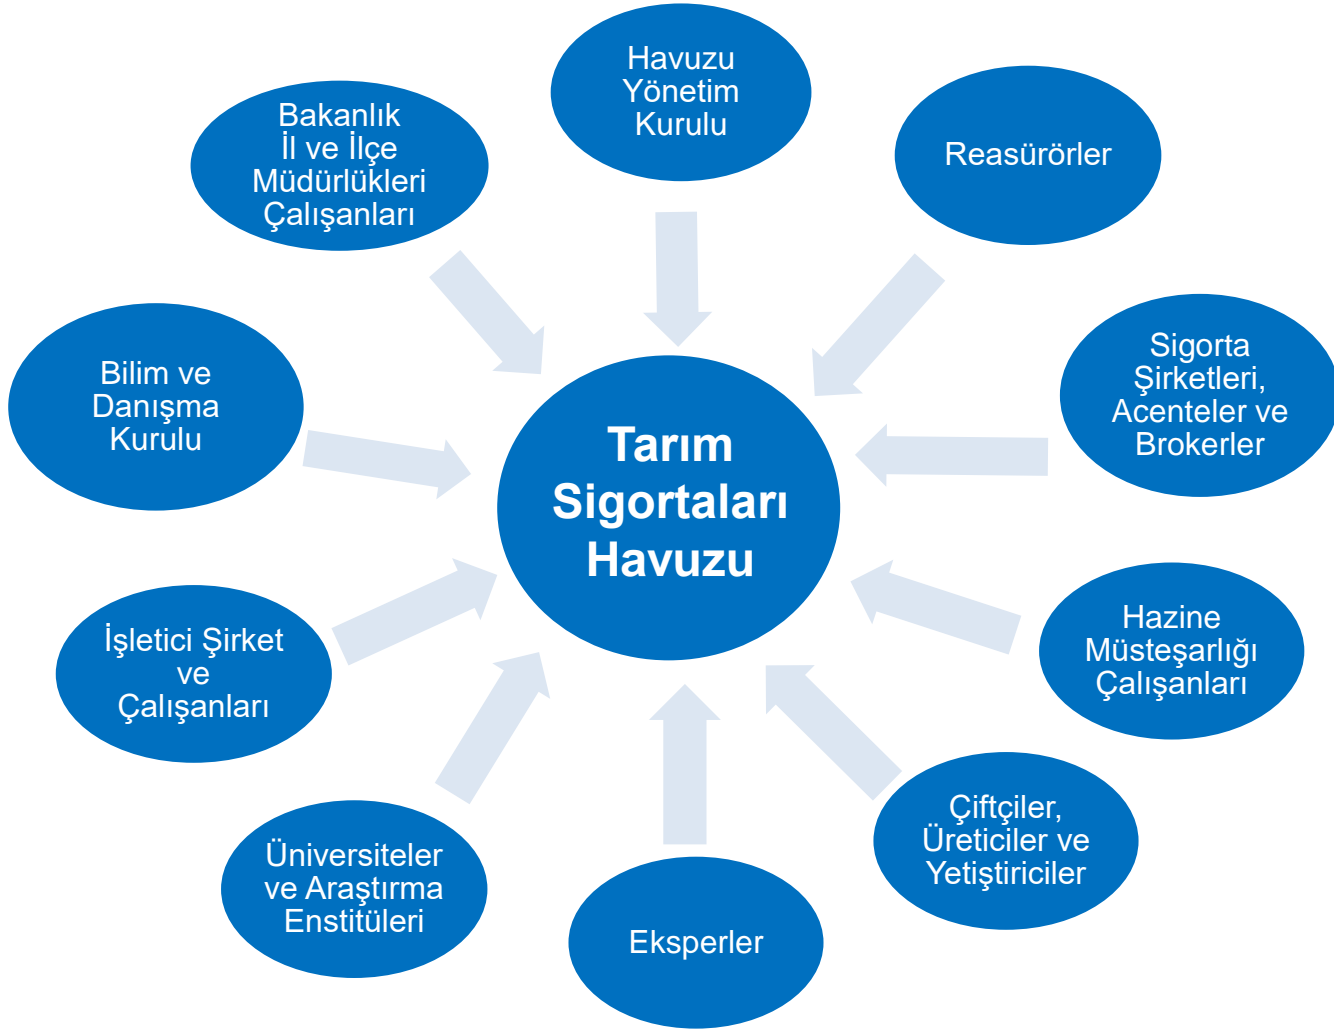 Havuzu
Yönetim
Kurulu
Bakanlık
İl ve İlçe
Müdürlükleri
Çalışanları
Reasürörler
Sigorta
Şirketleri,
Acenteler ve
Brokerler
Bilim ve
Danışma
Kurulu
Tarım
Sigortaları
Havuzu
İşletici Şirket
ve
Çalışanları
Hazine
Müsteşarlığı
Çalışanları
Çiftçiler,
Üreticiler ve
Yetiştiriciler
Üniversiteler
ve Araştırma
Enstitüleri
Eksperler